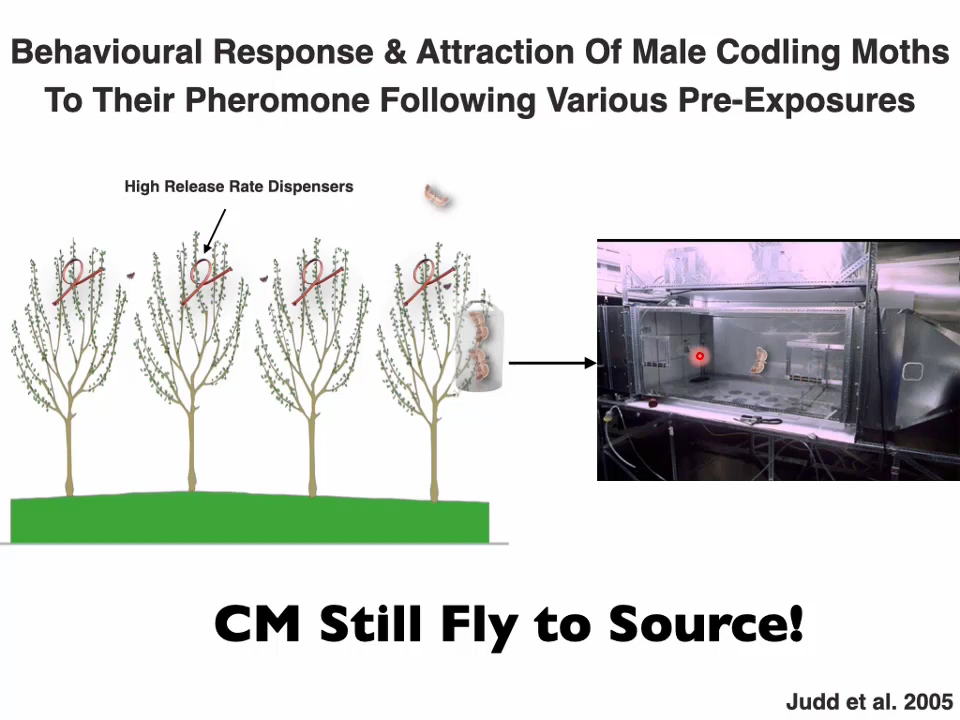 Behavioural Response & Attraction Of Male Codling Moths
To Their Pheromone Following Various Pre-Exposures
High Release Rate Dispensers
CM Still Fly to Source!
Judd et al. 2005